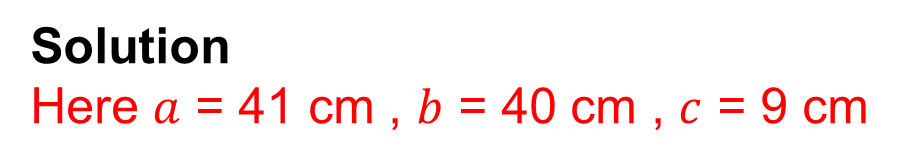 Solution
Here 𝑎 = 41 cm , 𝑏 = 40 cm , 𝑐 = 9 cm